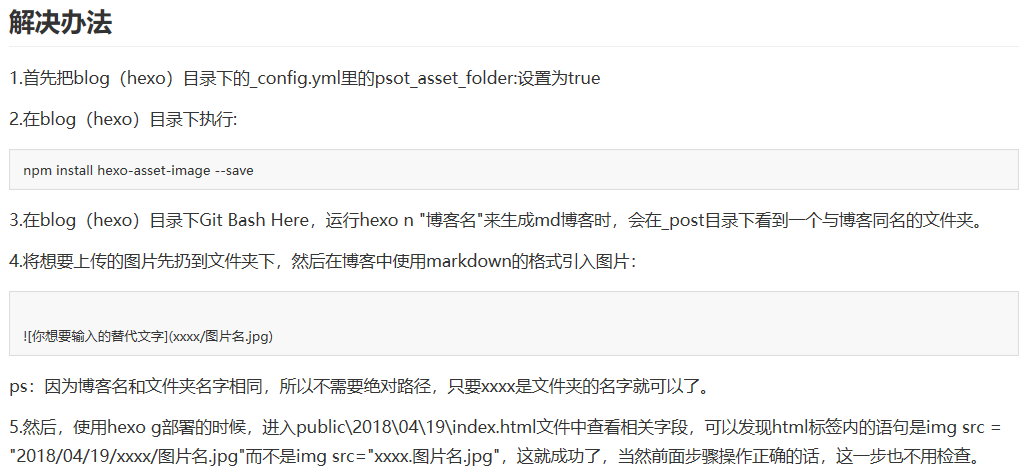 解决办法
1.首先把blog（hexo）目录下的_config.yml里的psot_asset_folder:设置为true
2.在blog（hexo）目录下执行:
npm install hexo-asset-image --save
3.在blog（hexo）目录下Git Bash Here，运行hexo n "博客名"来生成md博客时，会在_post目录下看到一个与博客同名的文件夹。
4.将想要上传的图片先扔到文件夹下，然后在博客中使用markdown的格式引入图片：
![你想要输入的替代文字](xxxx/图片名.jpg)
ps：因为博客名和文件夹名字相同，所以不需要绝对路径，只要xxxx是文件夹的名字就可以了。
5.然后，使用hexo g部署的时候，进入public\2018\04\19\index.html文件中查看相关字段，可以发现html标签内的语句是img src =
"2018/04/19/xxxx/图片名.jpg"而不是img src="xxxx.图片名.jpg"，这就成功了，当然前面步骤操作正确的话，这一步也不用检查。